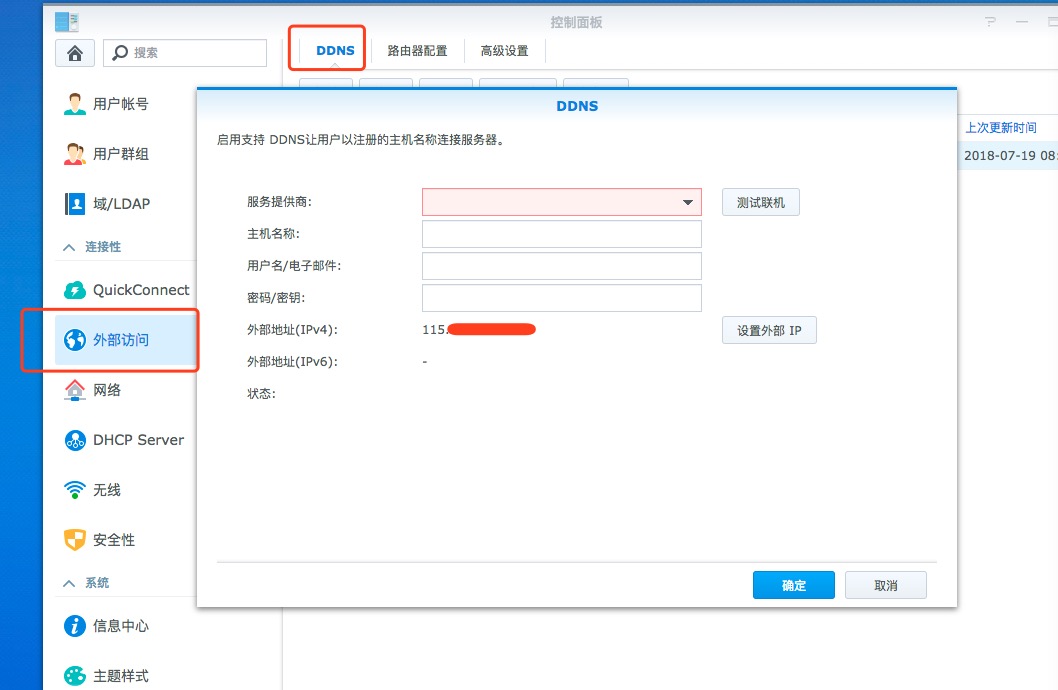 控制面板
搜索
DDNS
路由器配置
高级设置
用户帐号
用户群组
域/LDAP
连接性
QuickConnect
外部访问
网络
DHCP Server
无线
安全性
系统
信息中心
主题样式
上次更新时间
2018-07-19 08:
DDNS
启用支持 DDNS让用户以注册的主机名称连接服务器。
服务提供商:
测试联机
主机名称:
用户名/电子邮件:
密码/密钥:
外部地址(IPv4):
115.
设置外部 IP
外部地址(IPv6):
-
状态:
确定
取消